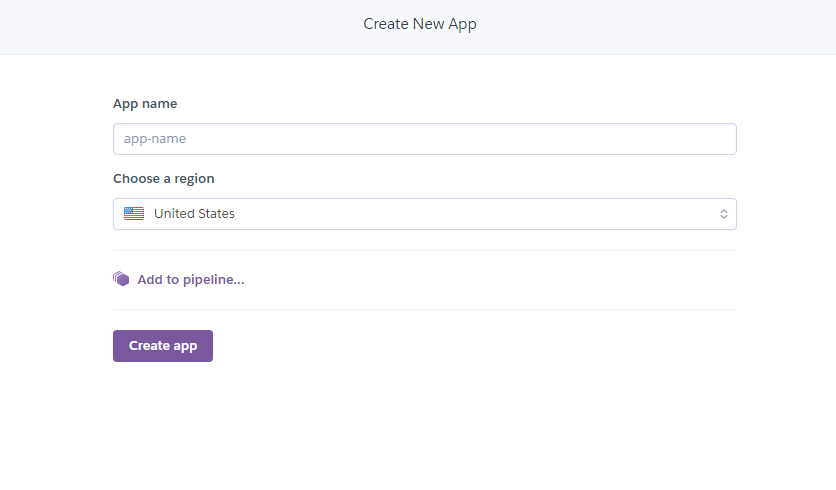 Create New App
App name
app-name
Choose a region
United States
Add to pipeline...
Create app